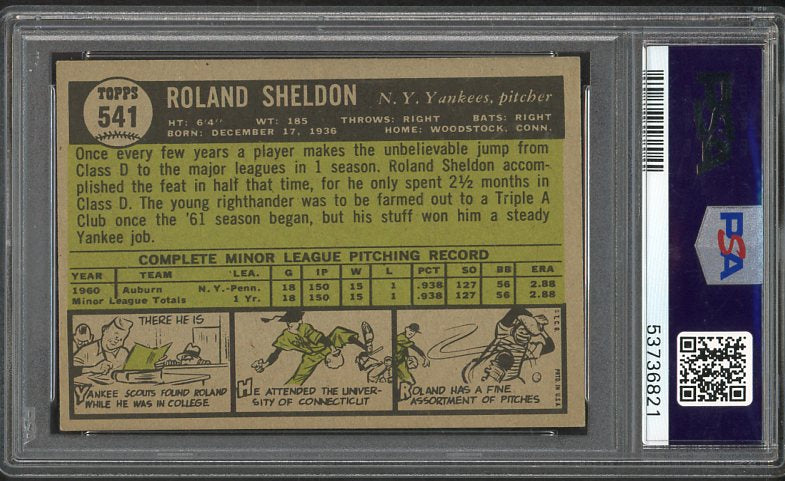 TOPPS
541
ROLAND SHELDON N. Y. Yankees, pitcher
HT: 6'4" WT: 185 THROWS: RIGHT BATS: RIGHT
BORN: DECEMBER 17, 1936 HOME: WOODSTOCK, CONN.
Once every few years a player makes the unbelievable jump from
Class D to the major leagues in 1 season. Roland Sheldon accom-
plished the feat in half that time, for he only spent 2½ months in
Class D. The young righthander was to be farmed out to a Triple A
Club once the '61 season began, but his stuff won him a steady
Yankee job.
COMPLETE MINOR LEAGUE PITCHING RECORD
YEAR TEAM LEA. G IP W L PCT SO BB ERA
1960 Auburn N.Y.-Penn. 18 150 15 1 .938 127 56 2.88
Minor League Totals 1 Yr. 18 150 15 1 .938 127 56 2.88
THERE HE IS
YANKEE SCOUTS FOUND ROLAND
WHILE HE WAS IN COLLEGE.
HE ATTENDED THE UNIVER-
SITY OF CONNECTICUT
ROLAND HAS A FINE
ASSORTMENT OF PITCHES
PSA
PSA
53736821